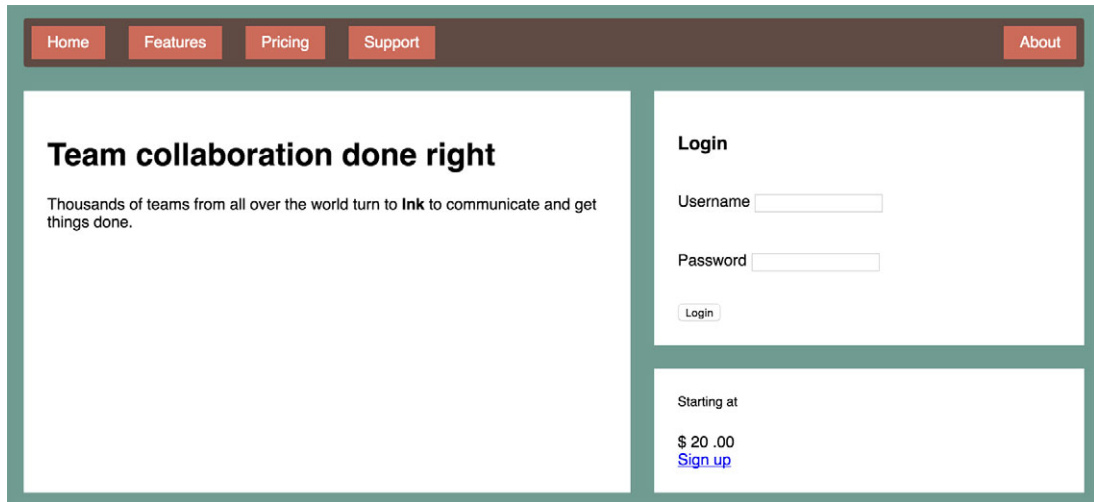 Home Features Pricing Support About
Team collaboration done right
Thousands of teams from all over the world turn to Ink to communicate and get
things done.
Login
Username
Password
Login
Starting at
$ 20 .00
Sign up